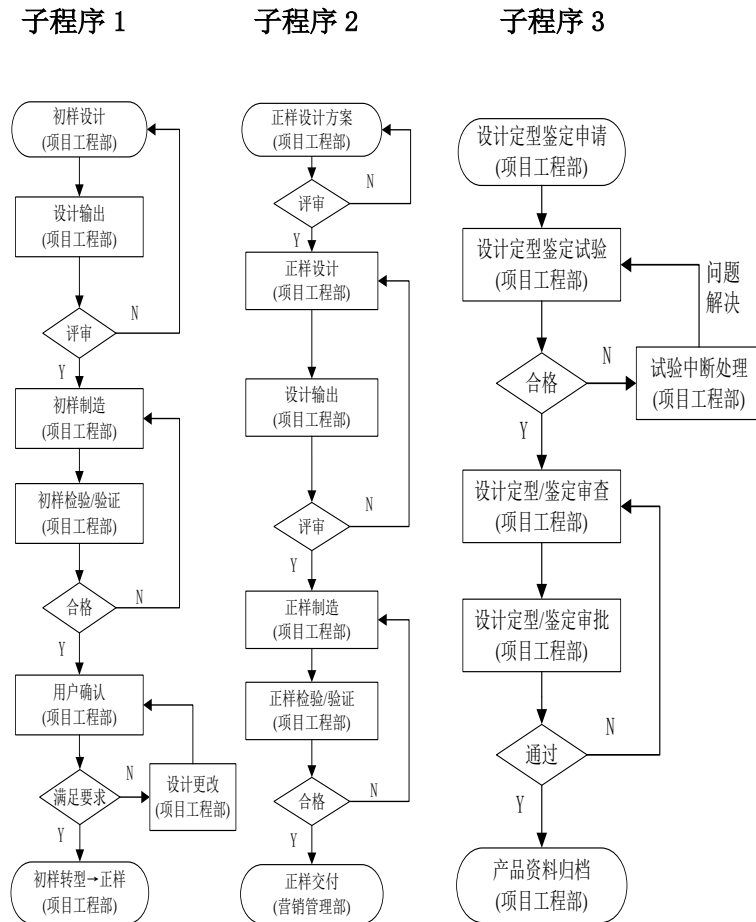 子程序 1
初样设计
(项目工程部)
设计输出
(项目工程部)
评审
N
Y
初样制造
(项目工程部)
初样检验/验证
(项目工程部)
合格
N
Y
用户确认
(项目工程部)
满足要求
N
设计更改
(项目工程部)
Y
初样转型→正样
(项目工程部)
子程序 2
正样设计方案
(项目工程部)
N
评审
Y
正样设计
(项目工程部)
设计输出
(项目工程部)
评审
N
Y
正样制造
(项目工程部)
正样检验/验证
(项目工程部)
合格
N
Y
正样交付
(营销管理部)
子程序 3
设计定型鉴定申请
(项目工程部)
设计定型鉴定试验
(项目工程部)
问题
解决
合格
N
试验中断处理
(项目工程部)
Y
设计定型/鉴定审查
(项目工程部)
设计定型/鉴定审批
(项目工程部)
通过
N
Y
产品资料归档
(项目工程部)